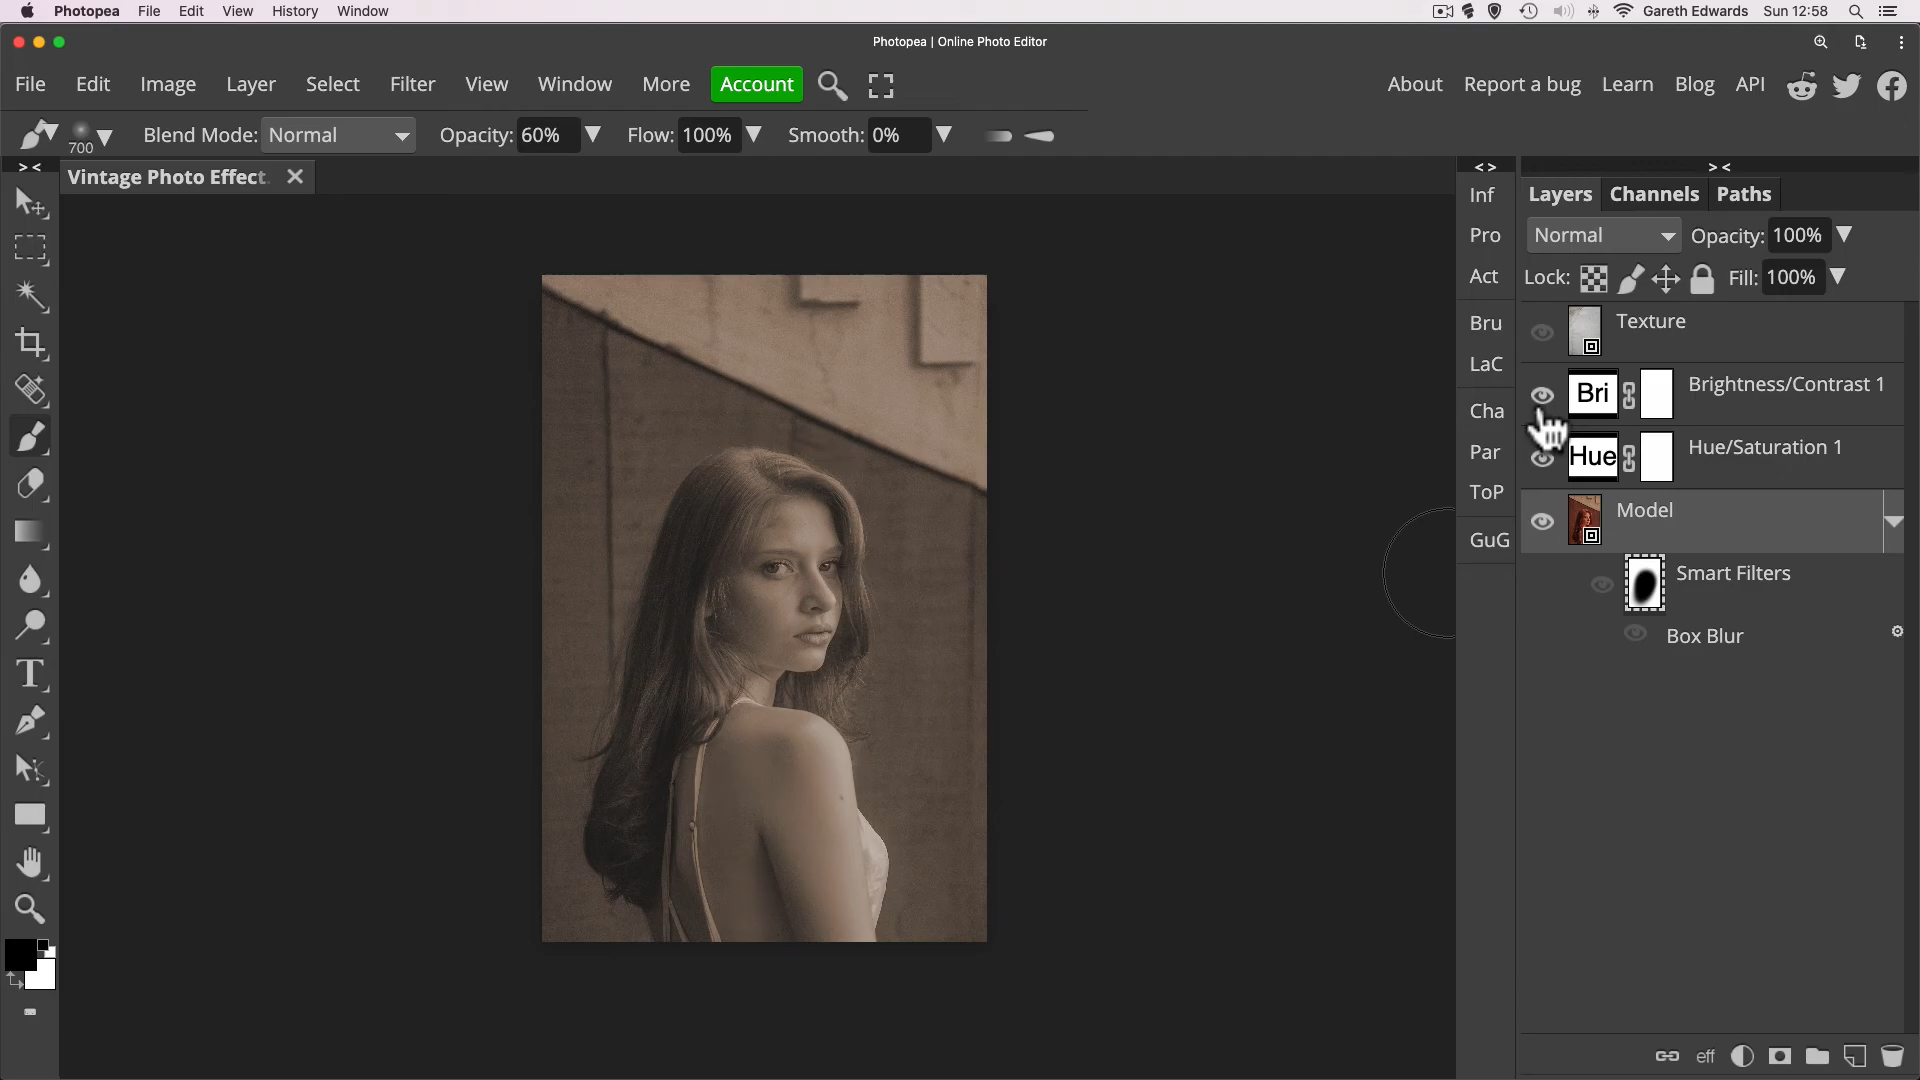 Photopea File Edit View History Window
Gareth Edwards Sun 12:58
Photopea | Online Photo Editor
File Edit Image Layer Select Filter View Window More Account
About Report a bug Learn Blog API
700 Blend Mode: Normal Opacity: 60% Flow: 100% Smooth: 0%
> < Vintage Photo Effect. < > > <
Inf
Pro
Act
Bru
LaC
Cha
Par
ToP
GuG
Layers Channels Paths
Normal Opacity: 100%
Lock: Fill: 100%
Texture
Bri Brightness/Contrast 1
Hue Hue/Saturation 1
Model
Smart Filters
Box Blur
eff